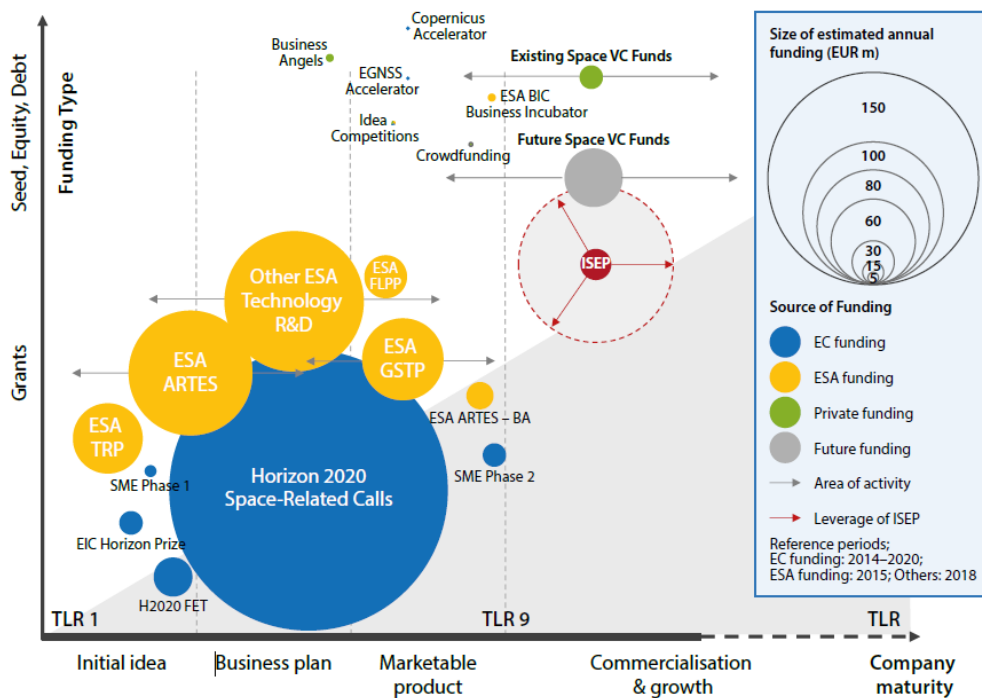 Seed, Equity, Debt
Grants
Funding Type
Copernicus
Accelerator
Business
Angels
EGNSS
Accelerator
Existing Space VC Funds
ESA BIC
Business Incubator
Idea
Competitions
Crowdfunding
Future Space VC Funds
ISEP
Other ESA
Technology
R&D
ESA
FLPP
ESA
ARTES
ESA
GSTP
ESA
TRP
ESA ARTES – BA
SME Phase 1
Horizon 2020
Space-Related Calls
SME Phase 2
EIC Horizon Prize
H2020 FET
TLR 1
TLR 9
TLR
Initial idea
Business plan
Marketable
product
Commercialisation
& growth
Company
maturity
Size of estimated annual
funding (EUR m)
150
100
80
60
30
15
5
Source of Funding
EC funding
ESA funding
Private funding
Future funding
Area of activity
Leverage of ISEP
Reference periods;
EC funding: 2014–2020;
ESA funding: 2015; Others: 2018